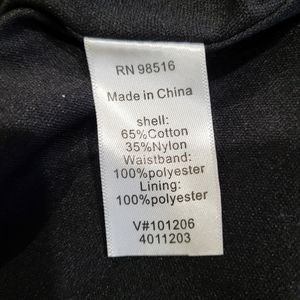 RN 98516
Made in China
shell:
65%Cotton
35%Nylon
Waistband:
100%polyester
Lining:
100%polyester
V#101206
4011203